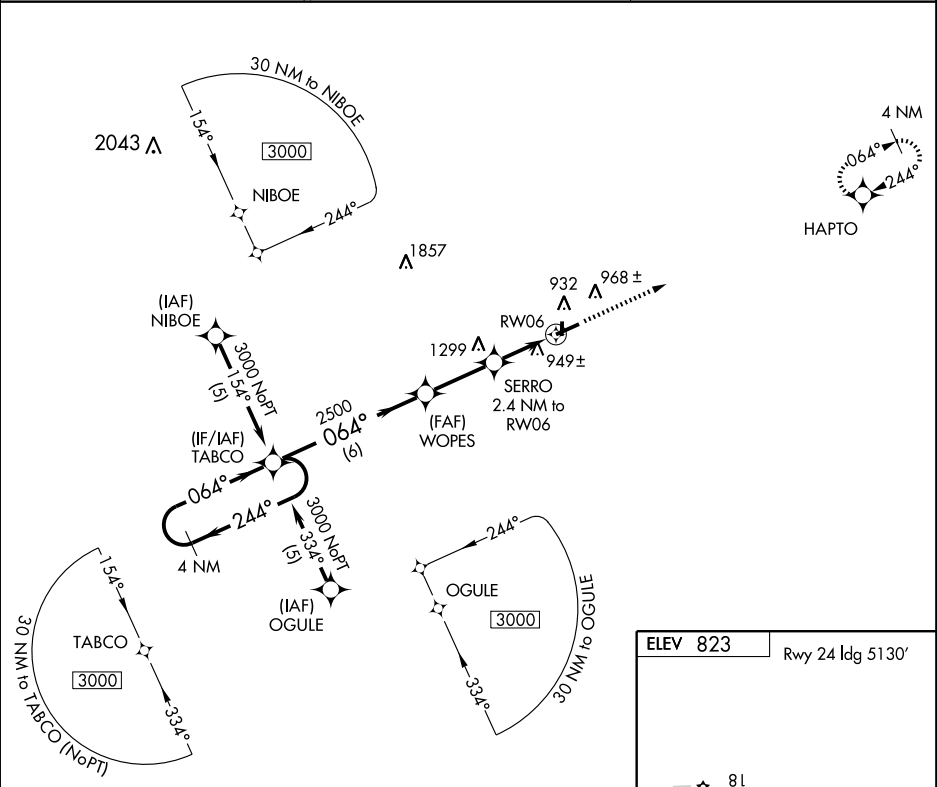 30 NM to NIBOE
154°
3000
NIBOE
244°
2043
4 NM
064°
244°
HAPTO
1857
932
968 ±
RW06
1299
949±
SERRO
2.4 NM to
RW06
(IAF)
NIBOE
3000 NoPT
154°
(5)
(FAF)
WOPES
2500
064°
(6)
(IF/IAF)
TABCO
064°
244°
4 NM
3000 NoPT
334°
(5)
(IAF)
OGULE
154°
TABCO
3000
334°
30 NM to TABCO (NoPT)
244°
OGULE
3000
334°
30 NM to OGULE
ELEV 823
Rwy 24 ldg 5130'